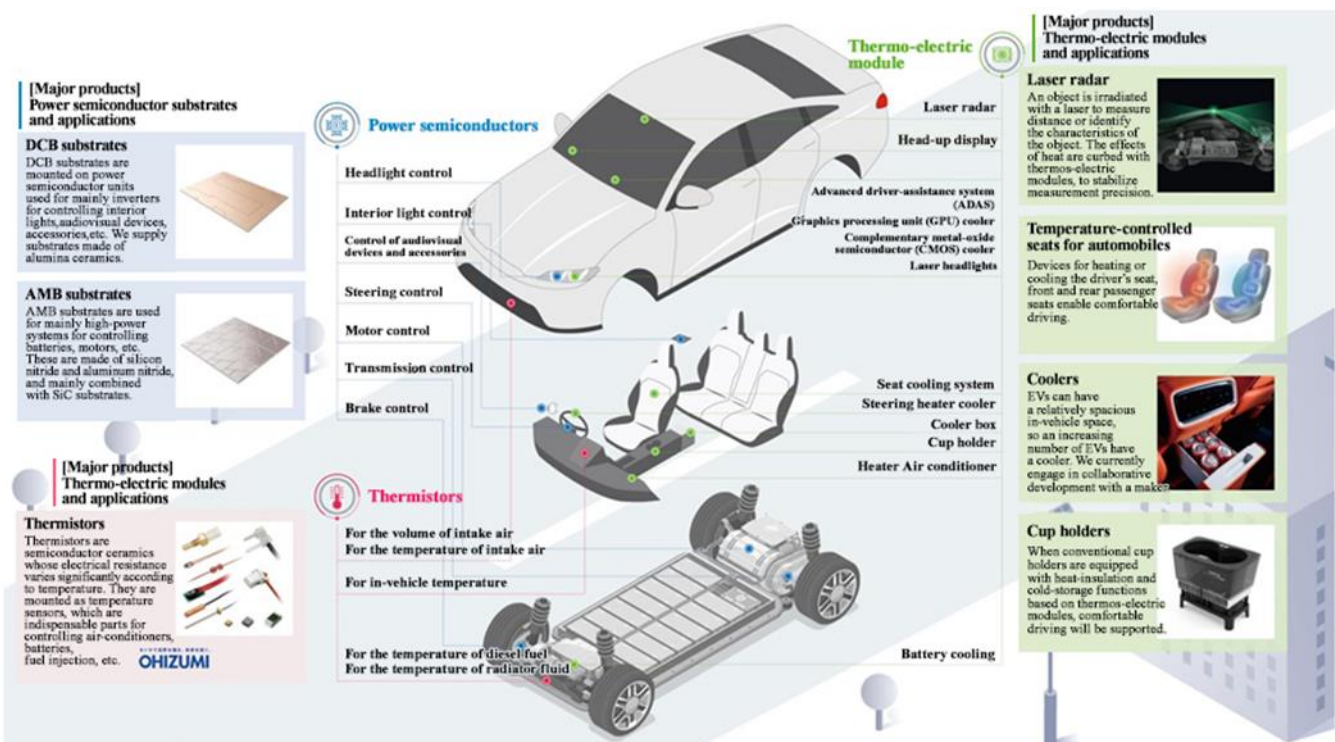 [Major products]
Power semiconductor substrates
and applications
DCB substrates
DCB substrates are
mounted on power
semiconductor units
used for mainly inverters
for controlling interior
lights,audiovisual devices,
accessories,etc. We supply
substrates made of
alumina ceramics.
AMB substrates
AMB substrates are used
for mainly high-power
systems for controlling
batteries, motors, etc.
These are made of silicon
nitride and aluminum nitride,
and mainly combined
with SiC substrates.
[Major products]
Thermo-electric modules
and applications
Thermistors
Thermistors are
semiconductor ceramics
whose electrical resistance
varies significantly according
to temperature. They are
mounted as temperature
sensors, which are
indispensable parts for
controlling air-conditioners,
batteries,
fuel injection, etc.
OHIZUMI
Power semiconductors
Headlight control
Interior light control
Control of audiovisual
devices and accessories
Steering control
Motor control
Transmission control
Brake control
Thermistors
For the volume of intake air
For the temperature of intake air
For in-vehicle temperature
For the temperature of diesel fuel
For the temperature of radiator fluid
Thermo-electric
module
Laser radar
Head-up display
Advanced driver-assistance system
(ADAS)
Graphics processing unit (GPU) cooler
Complementary metal-oxide
semiconductor (CMOS) cooler
Laser headlights
Seat cooling system
Steering heater cooler
Cooler box
Cup holder
Heater Air conditioner
Battery cooling
[Major products]
Thermo-electric modules
and applications
Laser radar
An object is irradiated
with a laser to measure
distance or identify
the characteristics of
the object. The effects
of heat are curbed with
thermos-electric
modules, to stabilize
measurement precision.
Temperature-controlled
seats for automobiles
Devices for heating or
cooling the driver's seat,
front and rear passenger
seats enable comfortable
driving.
Coolers
EVs can have
a relatively spacious
in-vehicle space,
so an increasing
number of EVs have
a cooler. We currently
engage in collaborative
development with a maker
Cup holders
When conventional cup
holders are equipped
with heat-insulation and
cold-storage functions
based on thermos-electric
modules, comfortable
driving will be supported.